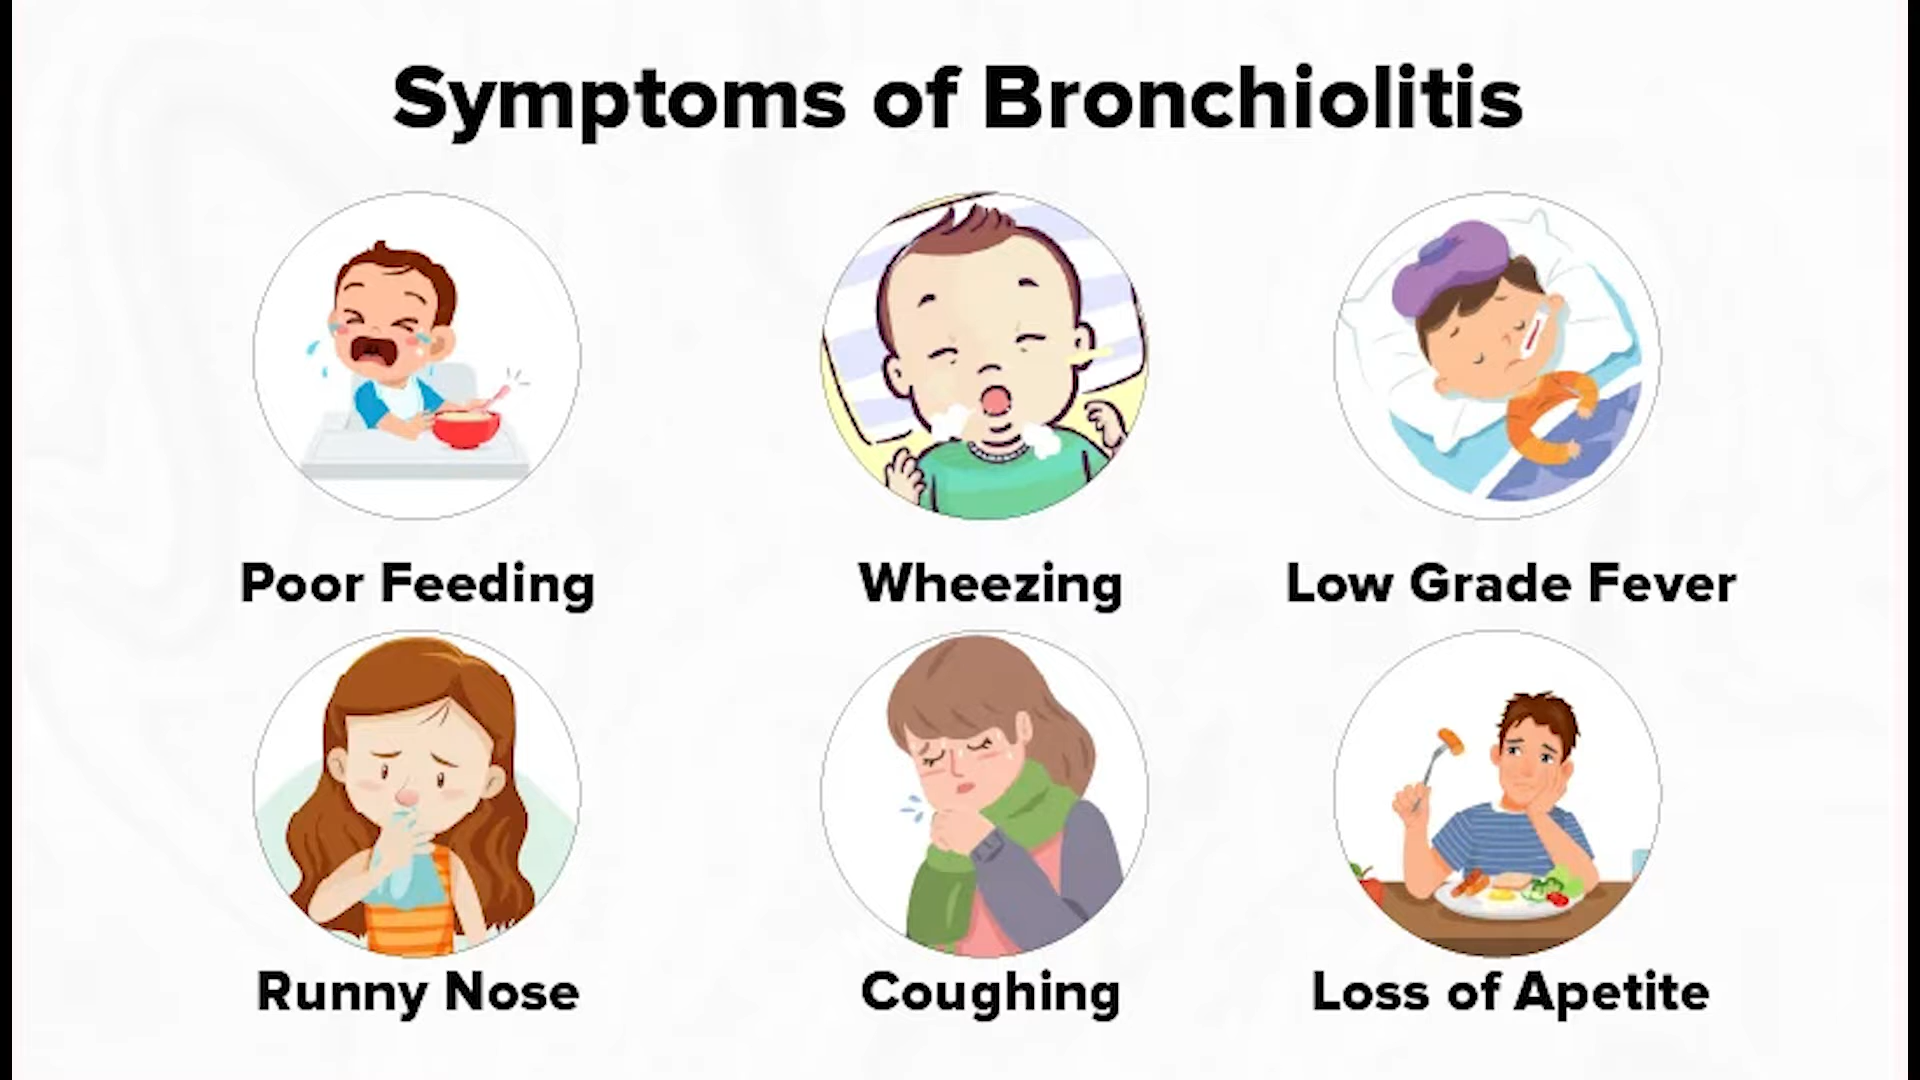 Symptoms of Bronchiolitis
Poor Feeding
Wheezing
Low Grade Fever
Runny Nose
Coughing
Loss of Apetite